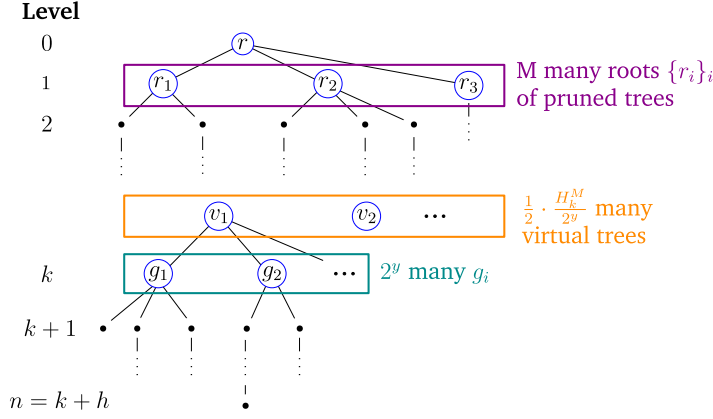 Level
0 r
1 r₁ r₂ r₃ M many roots {rᵢ}ᵢ
of pruned trees
2
v₁ v₂ ··· 1/2 · H_k^M/2^y many
virtual trees
k g₁ g₂ ··· 2^y many gᵢ
k + 1
n = k + h